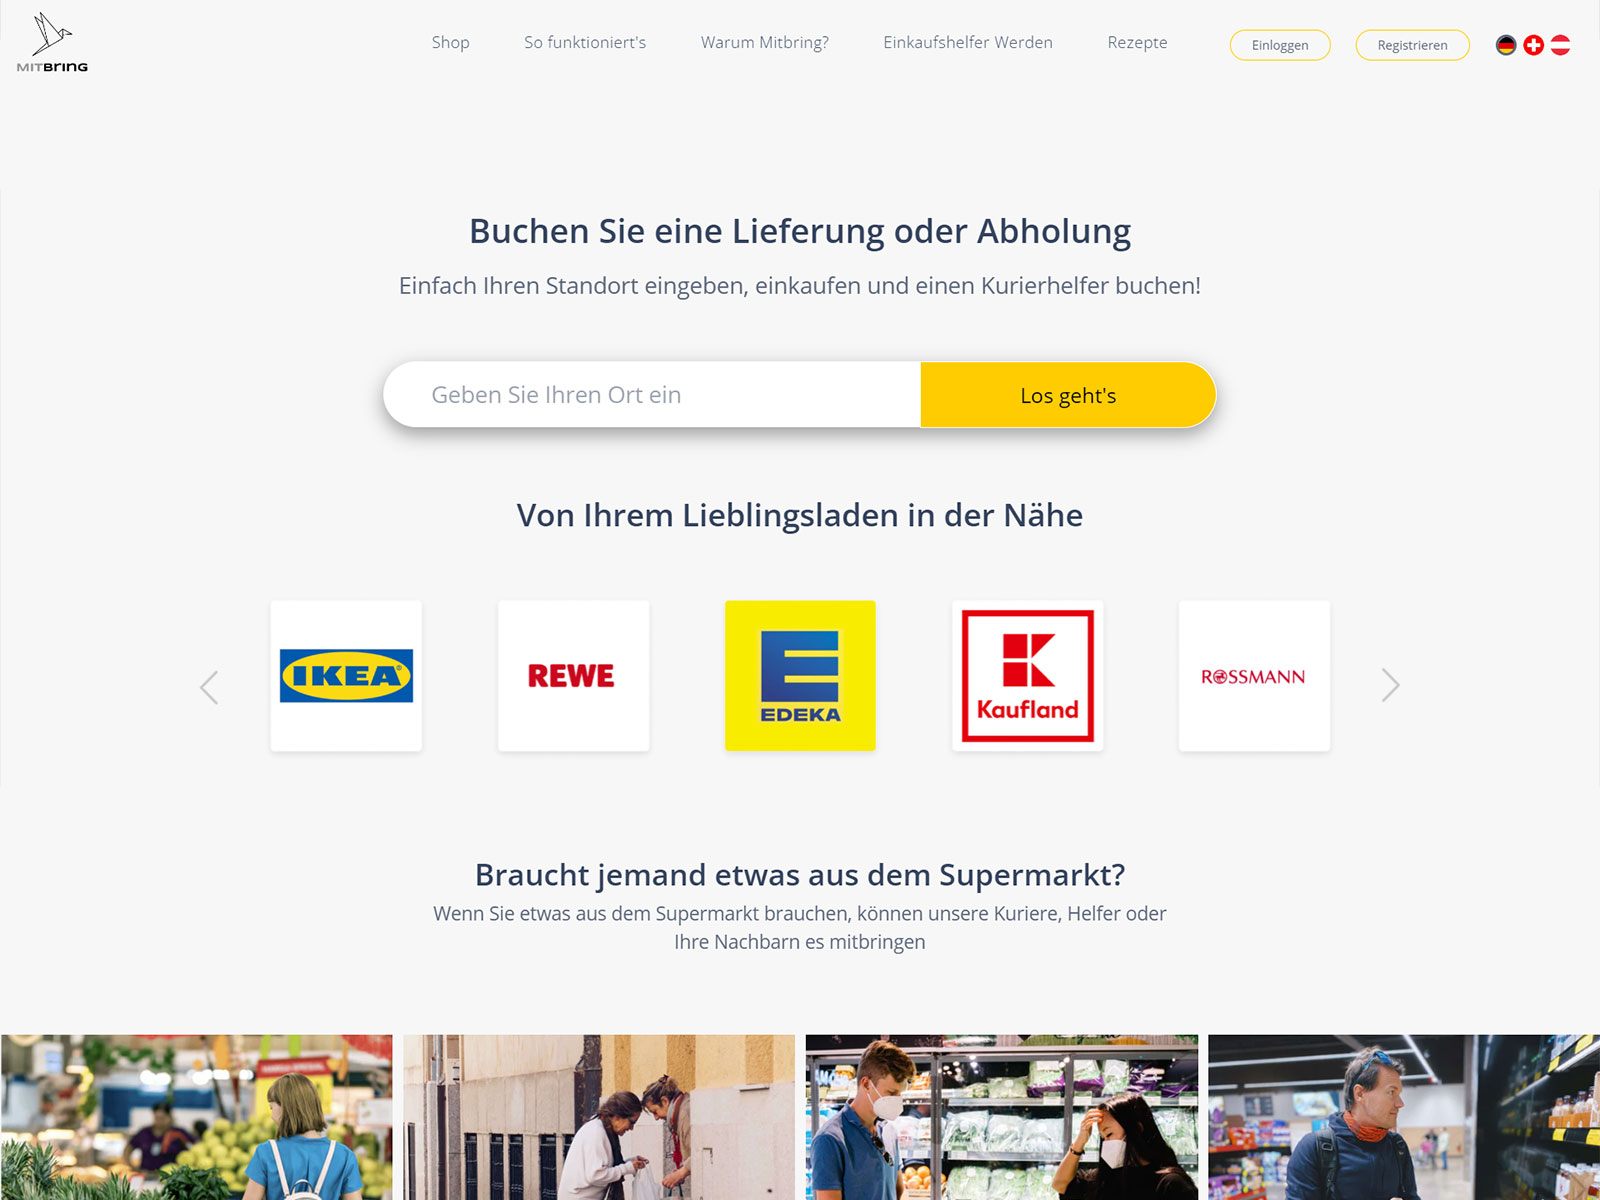 MITBRING
Shop
So funktioniert's
Warum Mitbring?
Einkaufshelfer Werden
Rezepte
Einloggen
Registrieren
Buchen Sie eine Lieferung oder Abholung
Einfach Ihren Standort eingeben, einkaufen und einen Kurierhelfer buchen!
Geben Sie Ihren Ort ein
Los geht's
Von Ihrem Lieblingsladen in der Nähe
IKEA®
REWE
EDEKA
Kaufland
ROSSMANN
Braucht jemand etwas aus dem Supermarkt?
Wenn Sie etwas aus dem Supermarkt brauchen, können unsere Kuriere, Helfer oder
Ihre Nachbarn es mitbringen